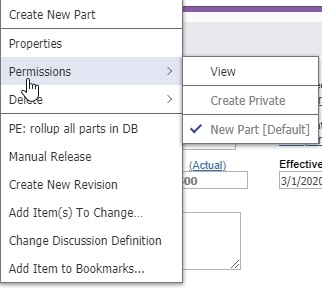 Create New Part
Properties
Permissions
Delete
PE: rollup all parts in DB
Manual Release
Create New Revision
Add Item(s) To Change...
Change Discussion Definition
Add Item to Bookmarks...
View
Create Private
New Part [Default]
(Actual)
Effective
3/1/2020